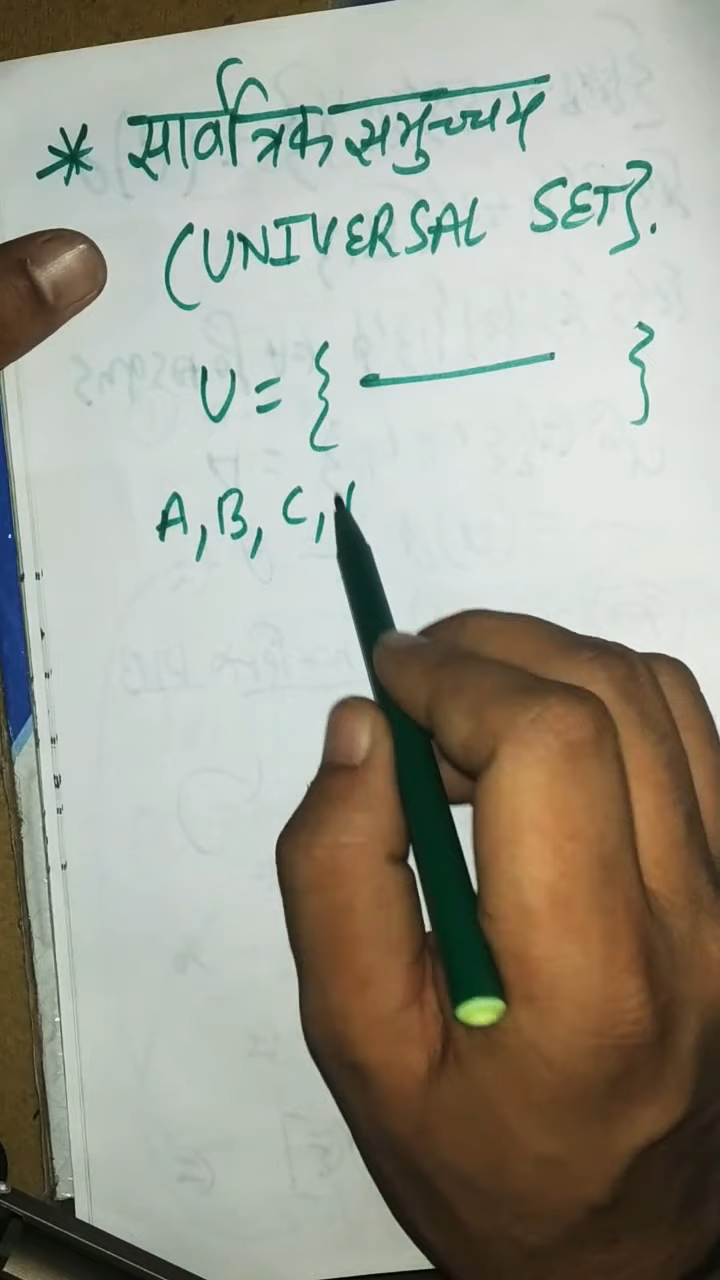 * सार्वत्रिक समुच्चय
(UNIVERSAL SET}.
U = { — }
A, B, C,